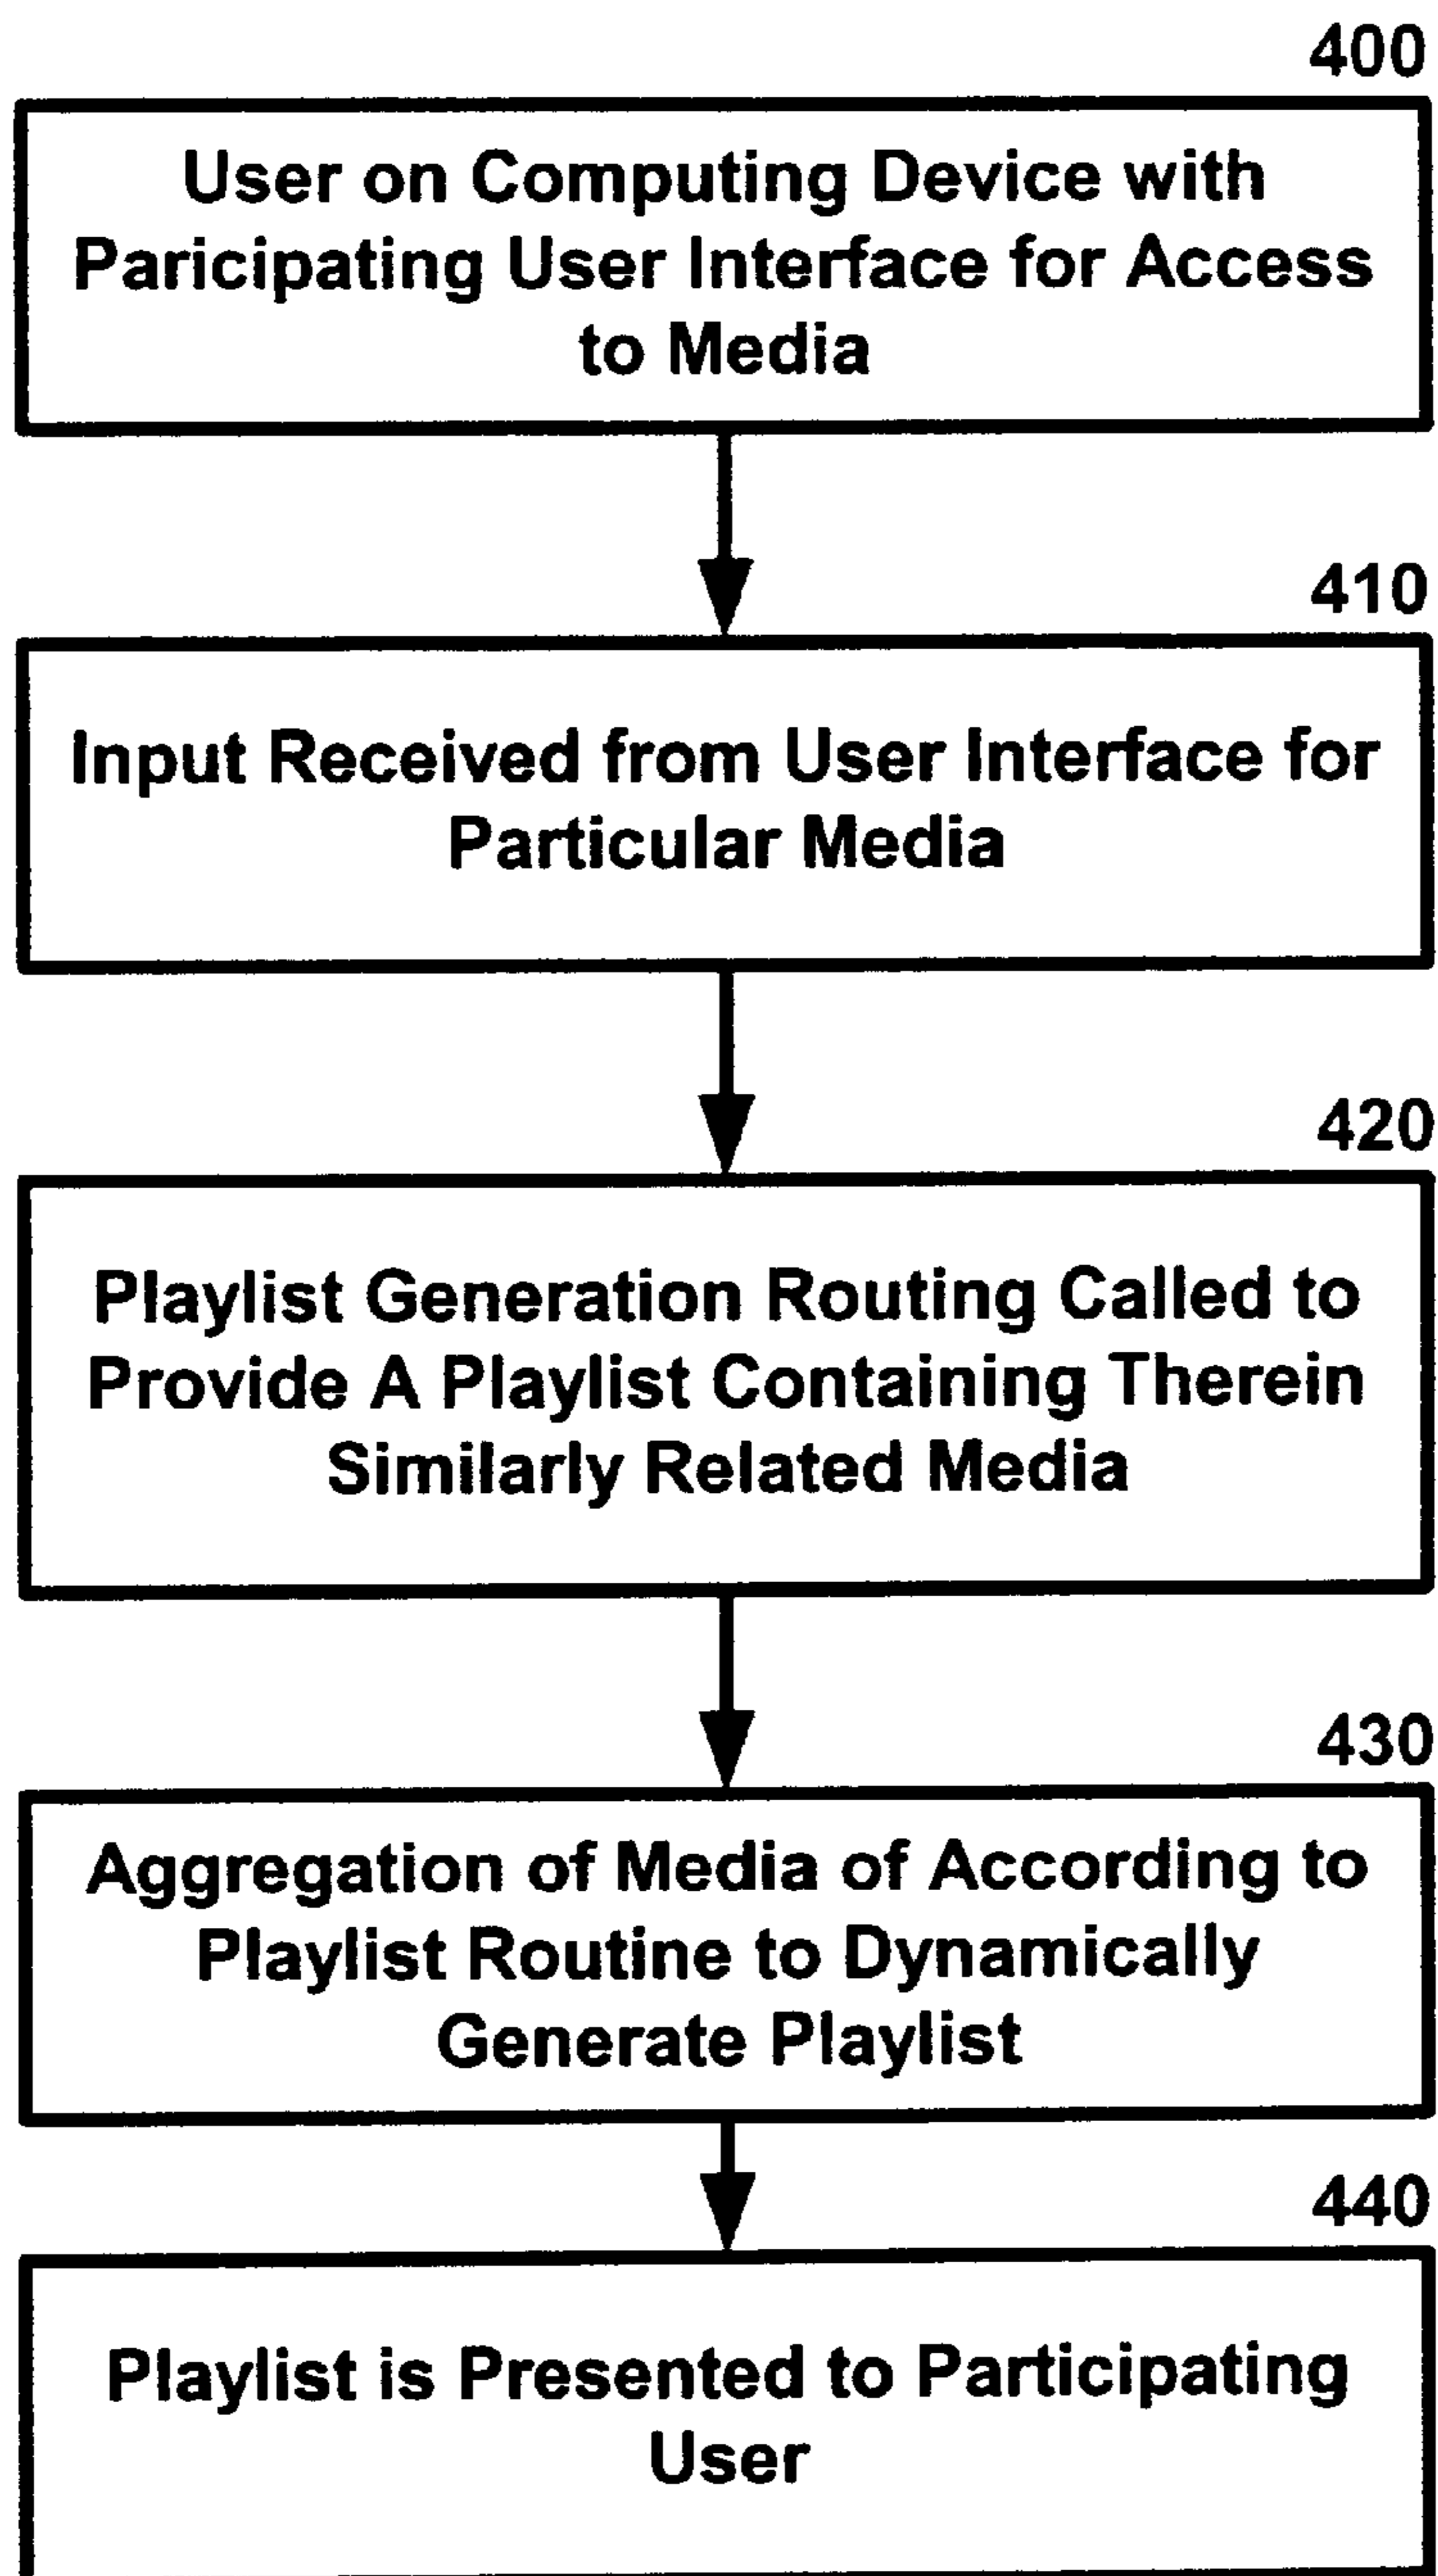 400
User on Computing Device with
Paricipating User Interface for Access
to Media
410
Input Received from User Interface for
Particular Media
420
Playlist Generation Routing Called to
Provide A Playlist Containing Therein
Similarly Related Media
430
Aggregation of Media of According to
Playlist Routine to Dynamically
Generate Playlist
440
Playlist is Presented to Participating
User